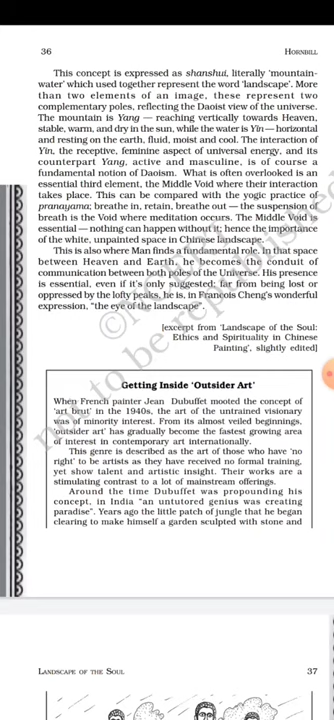 36
HORNBILL
This concept is expressed as shanshui, literally 'mountain-
water' which used together represent the word 'landscape'. More
than two elements of an image, these represent two
complementary poles, reflecting the Daoist view of the universe.
The mountain is Yang — reaching vertically towards Heaven,
stable, warm, and dry in the sun, while the water is Yin — horizontal
and resting on the earth, fluid, moist and cool. The interaction of
Yin, the receptive, feminine aspect of universal energy, and its
counterpart Yang, active and masculine, is of course a
fundamental notion of Daoism. What is often overlooked is an
essential third element, the Middle Void where their interaction
takes place. This can be compared with the yogic practice of
pranayama; breathe in, retain, breathe out — the suspension of
breath is the Void where meditation occurs. The Middle Void is
essential — nothing can happen without it; hence the importance
of the white, unpainted space in Chinese landscape.
This is also where Man finds a fundamental role. In that space
between Heaven and Earth, he becomes the conduit of
communication between both poles of the Universe. His presence
is essential, even if it's only suggested; far from being lost or
oppressed by the lofty peaks, he is, in Francois Cheng's wonderful
expression, "the eye of the landscape".
[excerpt from 'Landscape of the Soul:
Ethics and Spirituality in Chinese
Painting', slightly edited]
Getting Inside 'Outsider Art'
When French painter Jean Dubuffet mooted the concept of
'art brut' in the 1940s, the art of the untrained visionary
was of minority interest. From its almost veiled beginnings,
'outsider art' has gradually become the fastest growing area
of interest in contemporary art internationally.
This genre is described as the art of those who have 'no
right' to be artists as they have received no formal training,
yet show talent and artistic insight. Their works are a
stimulating contrast to a lot of mainstream offerings.
Around the time Dubuffet was propounding his
concept, in India "an untutored genius was creating
paradise". Years ago the little patch of jungle that he began
clearing to make himself a garden sculpted with stone and
LANDSCAPE OF THE SOUL
37
© NCERT
not to be republished